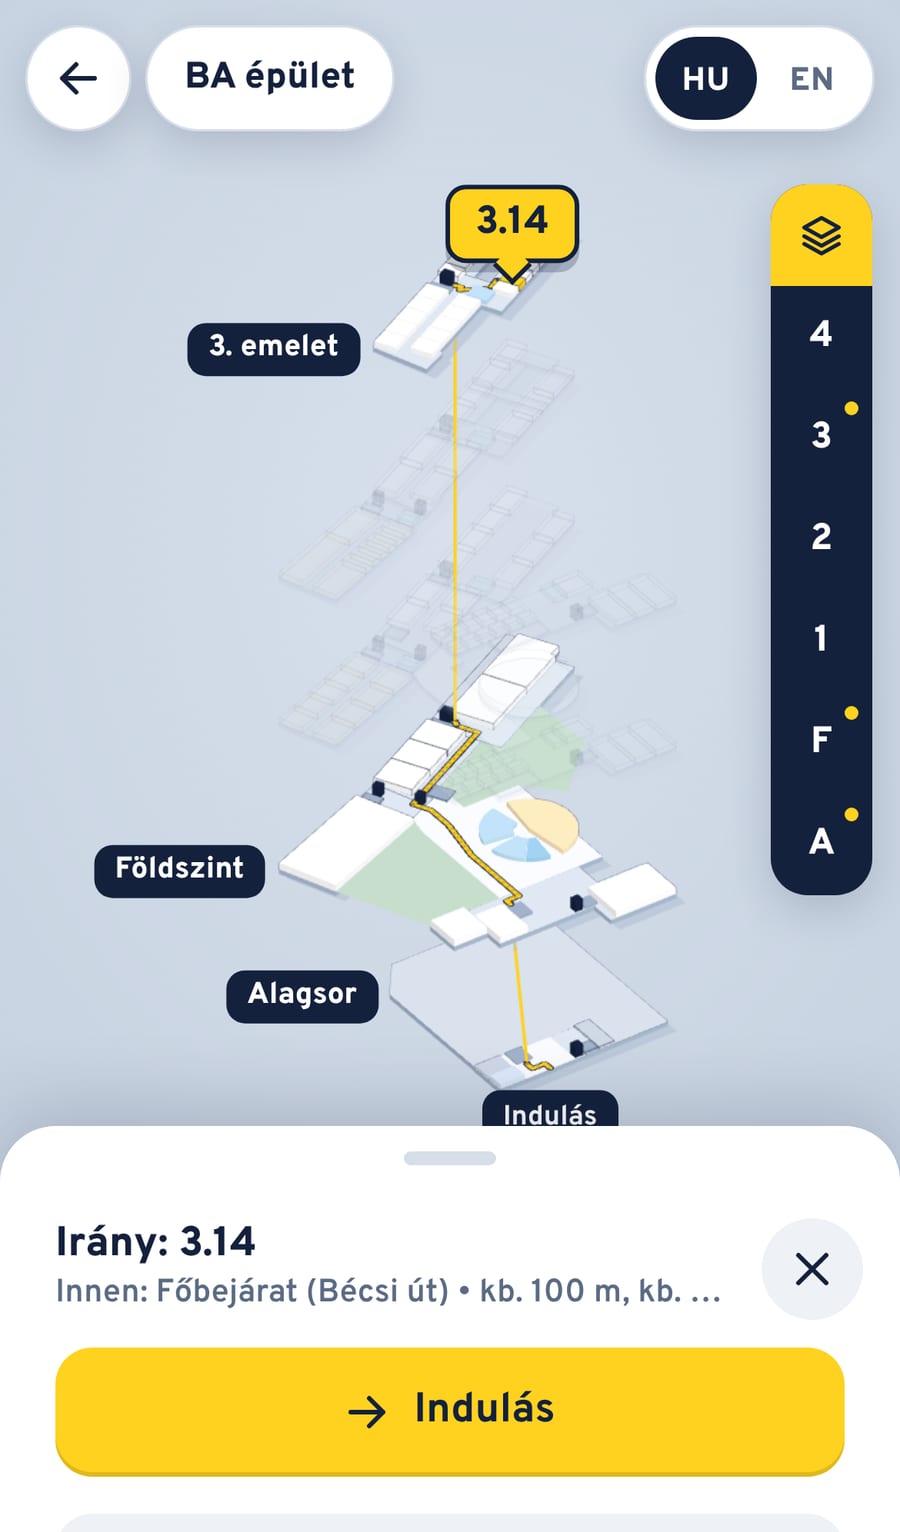 BA épület
HU
EN
3.14
4
3. emelet
3
2
1
F
A
Földszint
Alagsor
Indulás
Irány: 3.14
Innen: Főbejárat (Bécsi út) • kb. 100 m, kb. ...
→ Indulás